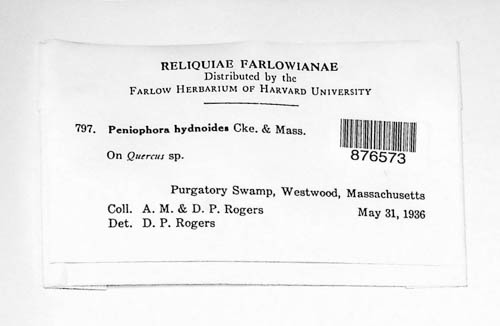 RELIQUIAE FARLOWIANAE
Distributed by the
FARLOW HERBARIUM OF HARVARD UNIVERSITY
797. Peniophora hydnoides Cke. & Mass.
876573
On Quercus sp.
Purgatory Swamp, Westwood, Massachusetts
Coll. A. M. & D. P. Rogers May 31, 1936
Det. D. P. Rogers